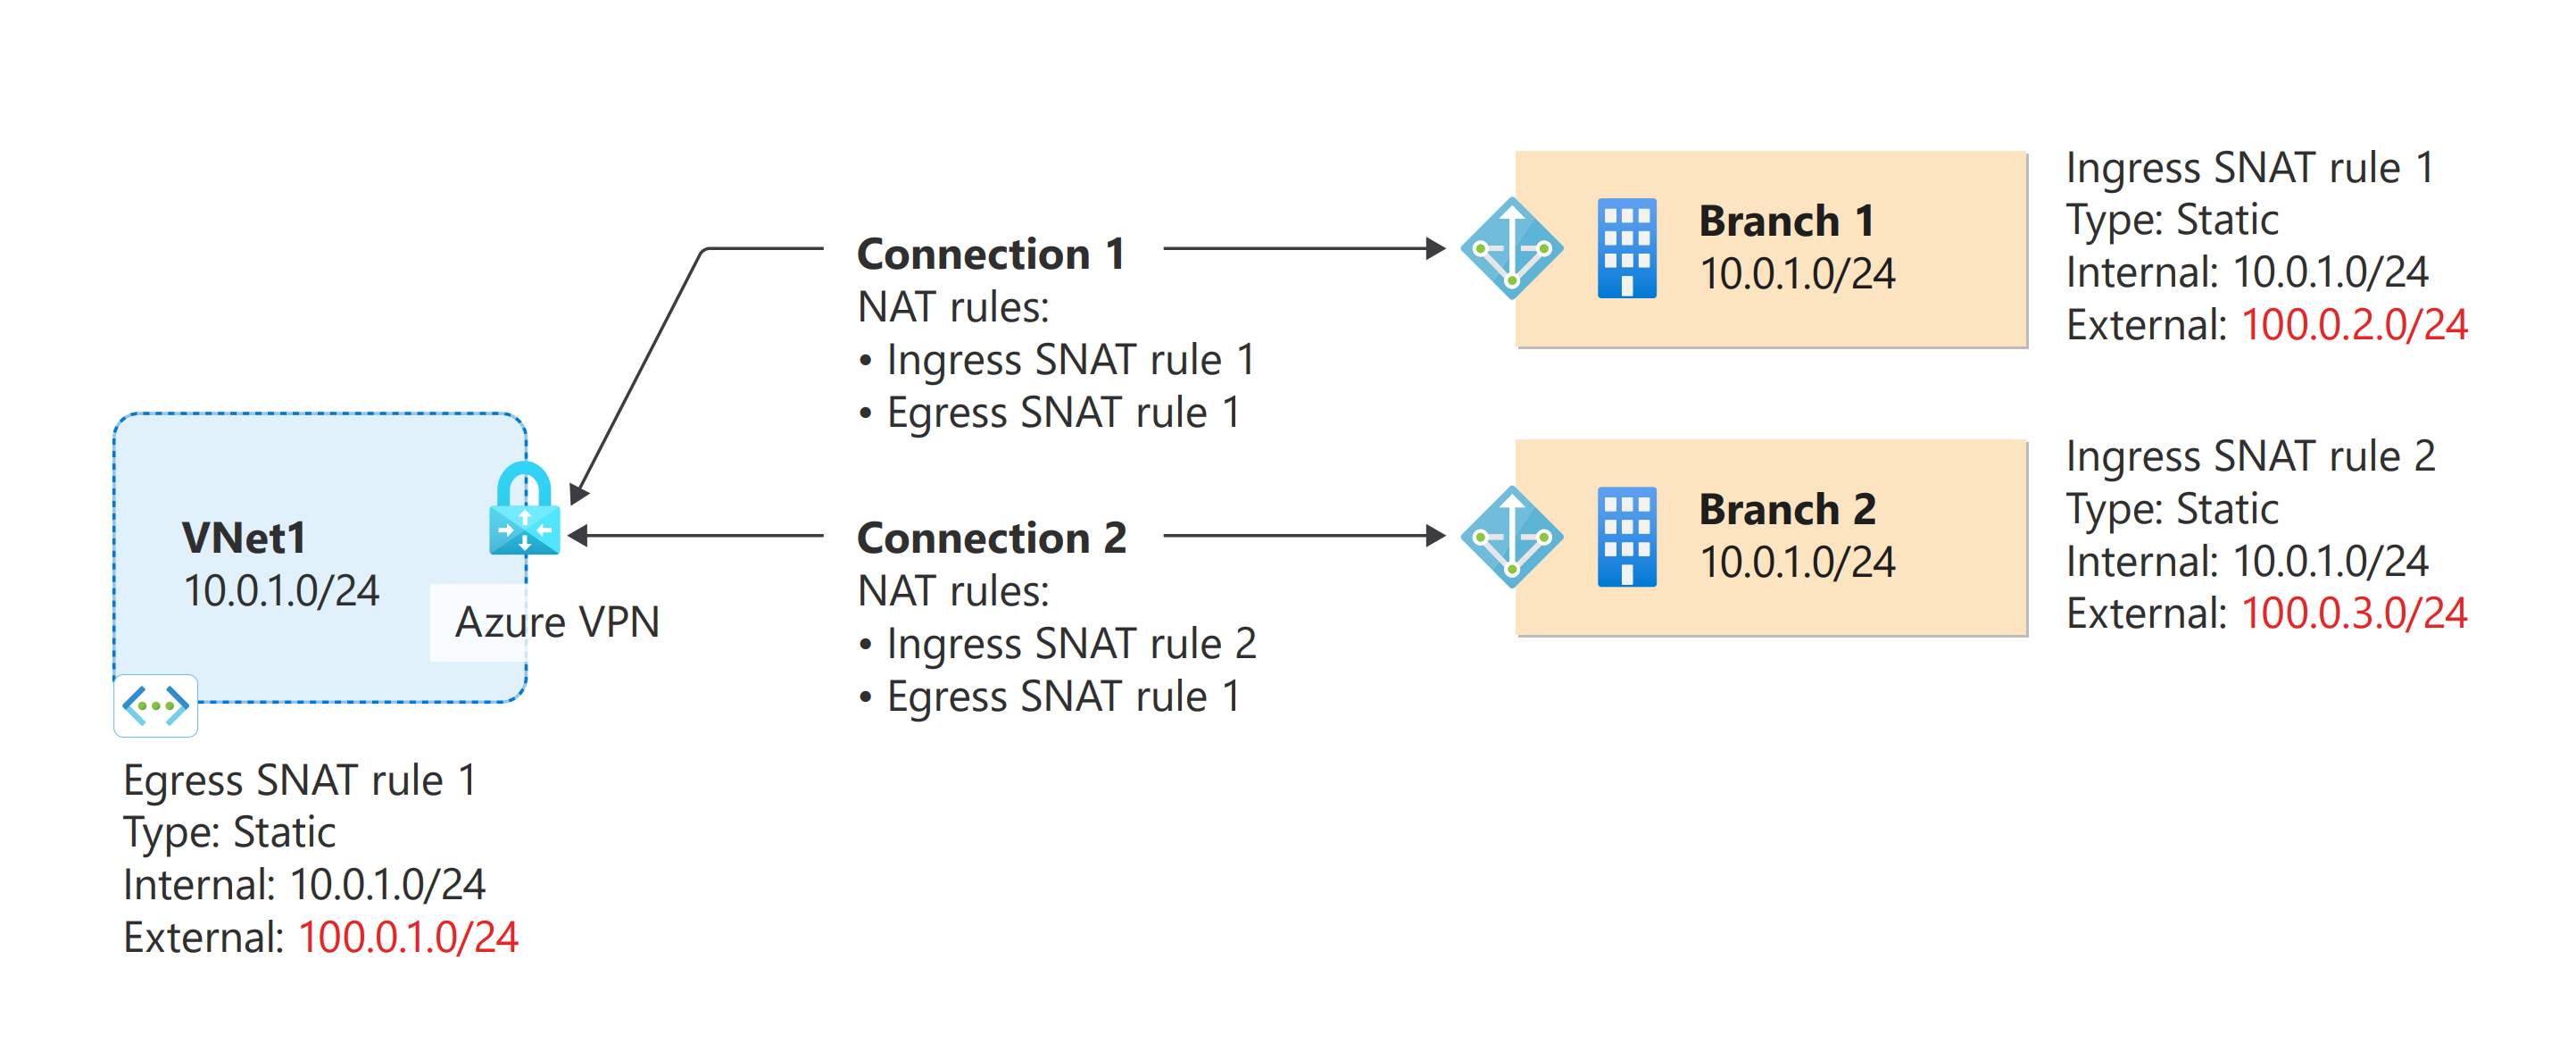 VNet1
10.0.1.0/24
Azure VPN
Egress SNAT rule 1
Type: Static
Internal: 10.0.1.0/24
External: 100.0.1.0/24
Connection 1
NAT rules:
• Ingress SNAT rule 1
• Egress SNAT rule 1
Connection 2
NAT rules:
• Ingress SNAT rule 2
• Egress SNAT rule 1
Branch 1
10.0.1.0/24
Ingress SNAT rule 1
Type: Static
Internal: 10.0.1.0/24
External: 100.0.2.0/24
Branch 2
10.0.1.0/24
Ingress SNAT rule 2
Type: Static
Internal: 10.0.1.0/24
External: 100.0.3.0/24